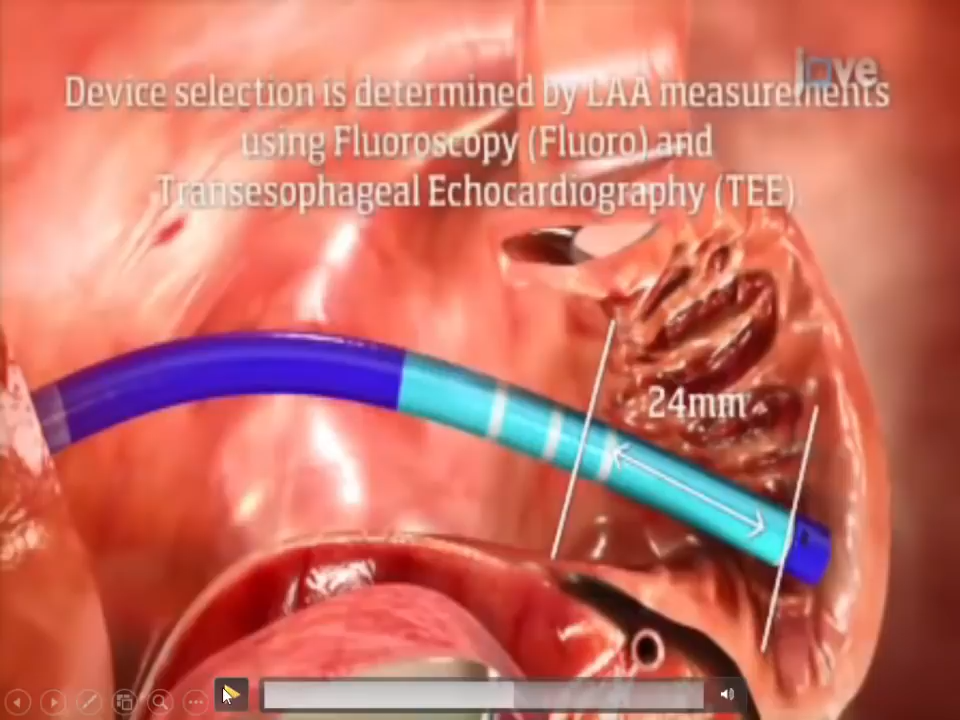 jove
Device selection is determined by LAA measurements
using Fluoroscopy (Fluoro) and
Transesophageal Echocardiography (TEE)
24mm